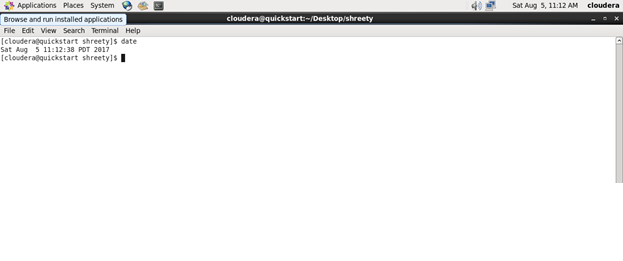 Applications Places System Sat Aug 5, 11:12 AM cloudera
Browse and run installed applications cloudera@quickstart:~/Desktop/shreety
File Edit View Search Terminal Help
[cloudera@quickstart shreety]$ date
Sat Aug  5 11:12:38 PDT 2017
[cloudera@quickstart shreety]$